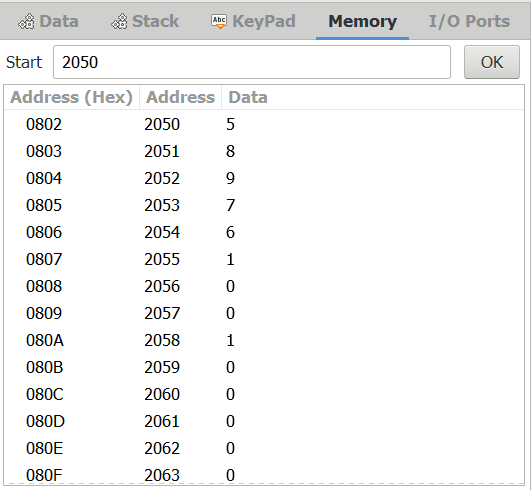 Data Stack Abc KeyPad Memory I/O Ports
Start 2050 OK
Address (Hex) Address Data
0802 2050 5
0803 2051 8
0804 2052 9
0805 2053 7
0806 2054 6
0807 2055 1
0808 2056 0
0809 2057 0
080A 2058 1
080B 2059 0
080C 2060 0
080D 2061 0
080E 2062 0
080F 2063 0